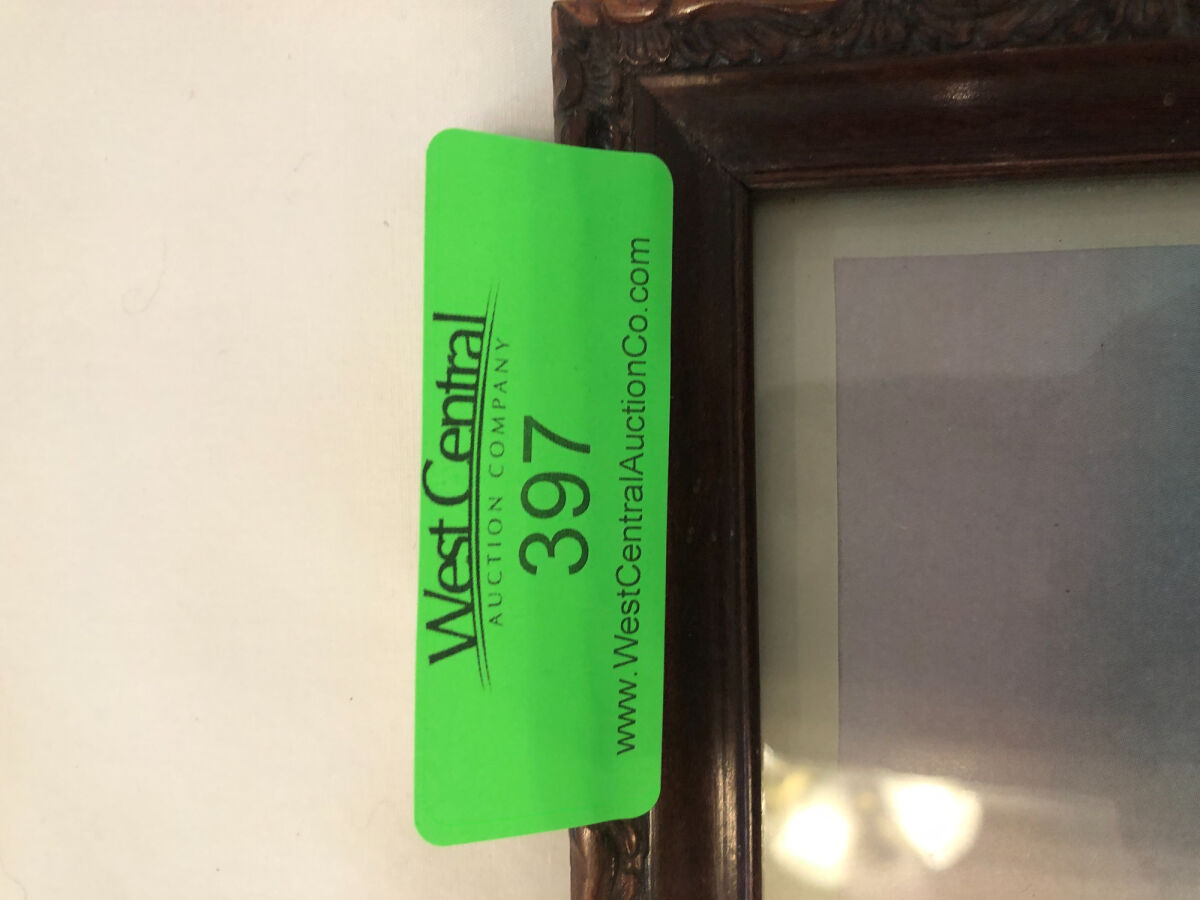 West Central
AUCTION COMPANY
397
www.WestCentralAuctionCo.com